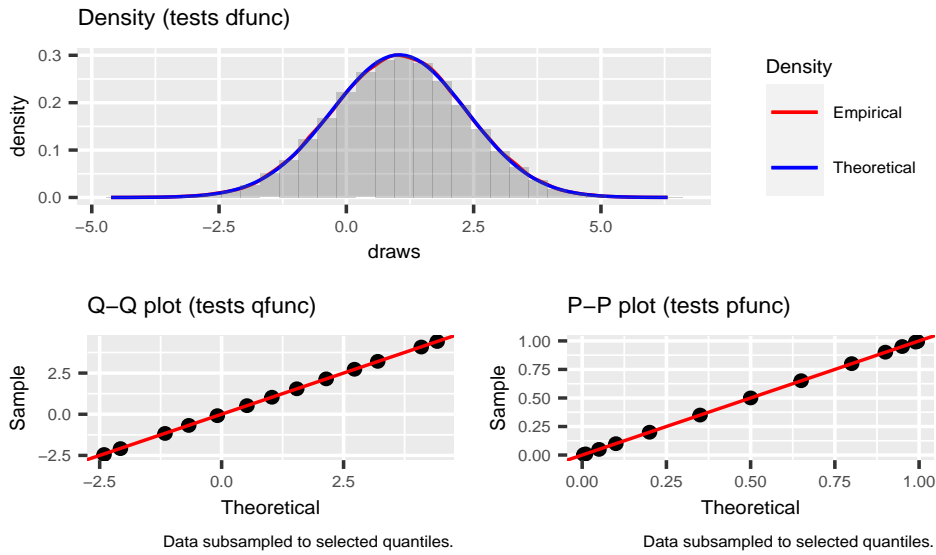 Density (tests dfunc)
density
0.3
0.2
0.1
0.0
−5.0 −2.5 0.0 2.5 5.0
draws
Density
Empirical
Theoretical
Q−Q plot (tests qfunc)
Sample
2.5
0.0
−2.5
−2.5 0.0 2.5
Theoretical
Data subsampled to selected quantiles.
P−P plot (tests pfunc)
Sample
1.00
0.75
0.50
0.25
0.00
0.00 0.25 0.50 0.75 1.00
Theoretical
Data subsampled to selected quantiles.